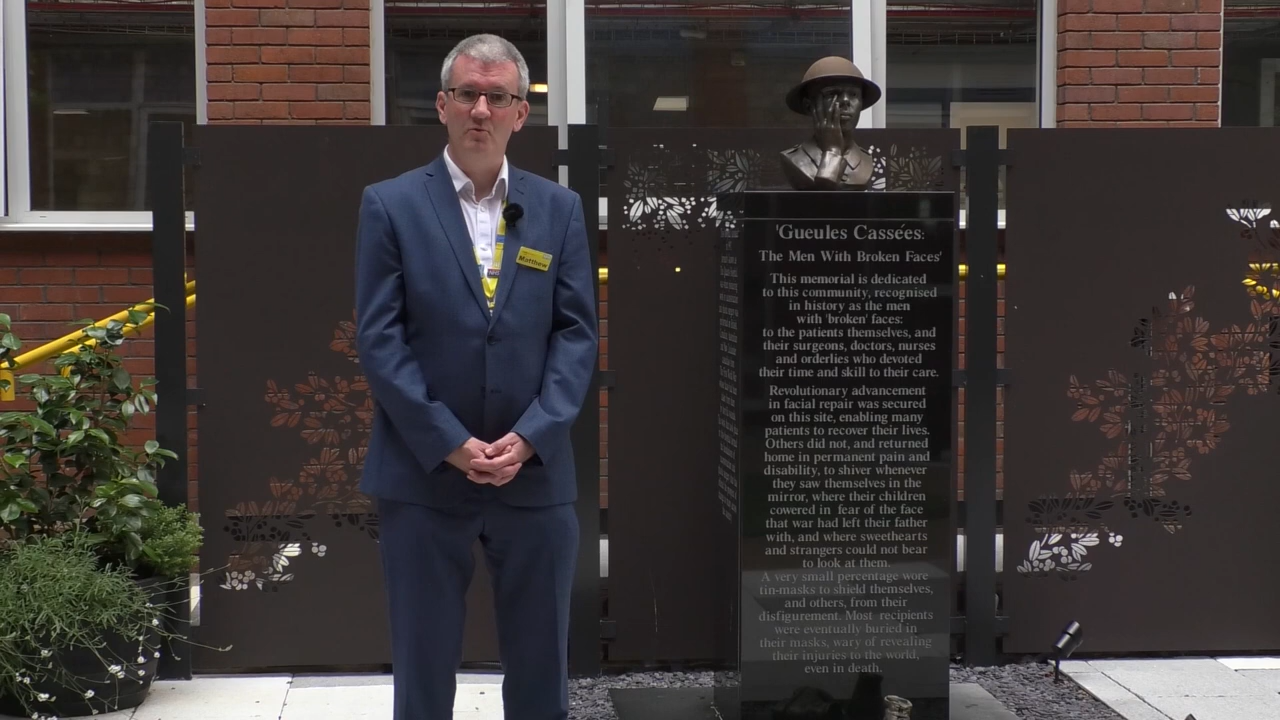 Matthew
NHS
'Gueules Cassées:
The Men With Broken Faces'
This memorial is dedicated
to this community, recognised
in history as the men
with 'broken' faces:
to the patients themselves, and
their surgeons, doctors, nurses
and orderlies who devoted
their time and skill to their care.
Revolutionary advancement
in facial repair was secured
on this site, enabling many
patients to recover their lives.
Others did not, and returned
home in permanent pain and
disability, to shiver whenever
they saw themselves in the
mirror, where their children
cowered in fear of the face
that war had left their father
with, and where sweethearts
and strangers could not bear
to look at them.
A very small percentage wore
tin-masks to shield themselves,
and others, from their
disfigurement. Most recipients
were eventually buried in
their masks, wary of revealing
their injuries to the world,
even in death.